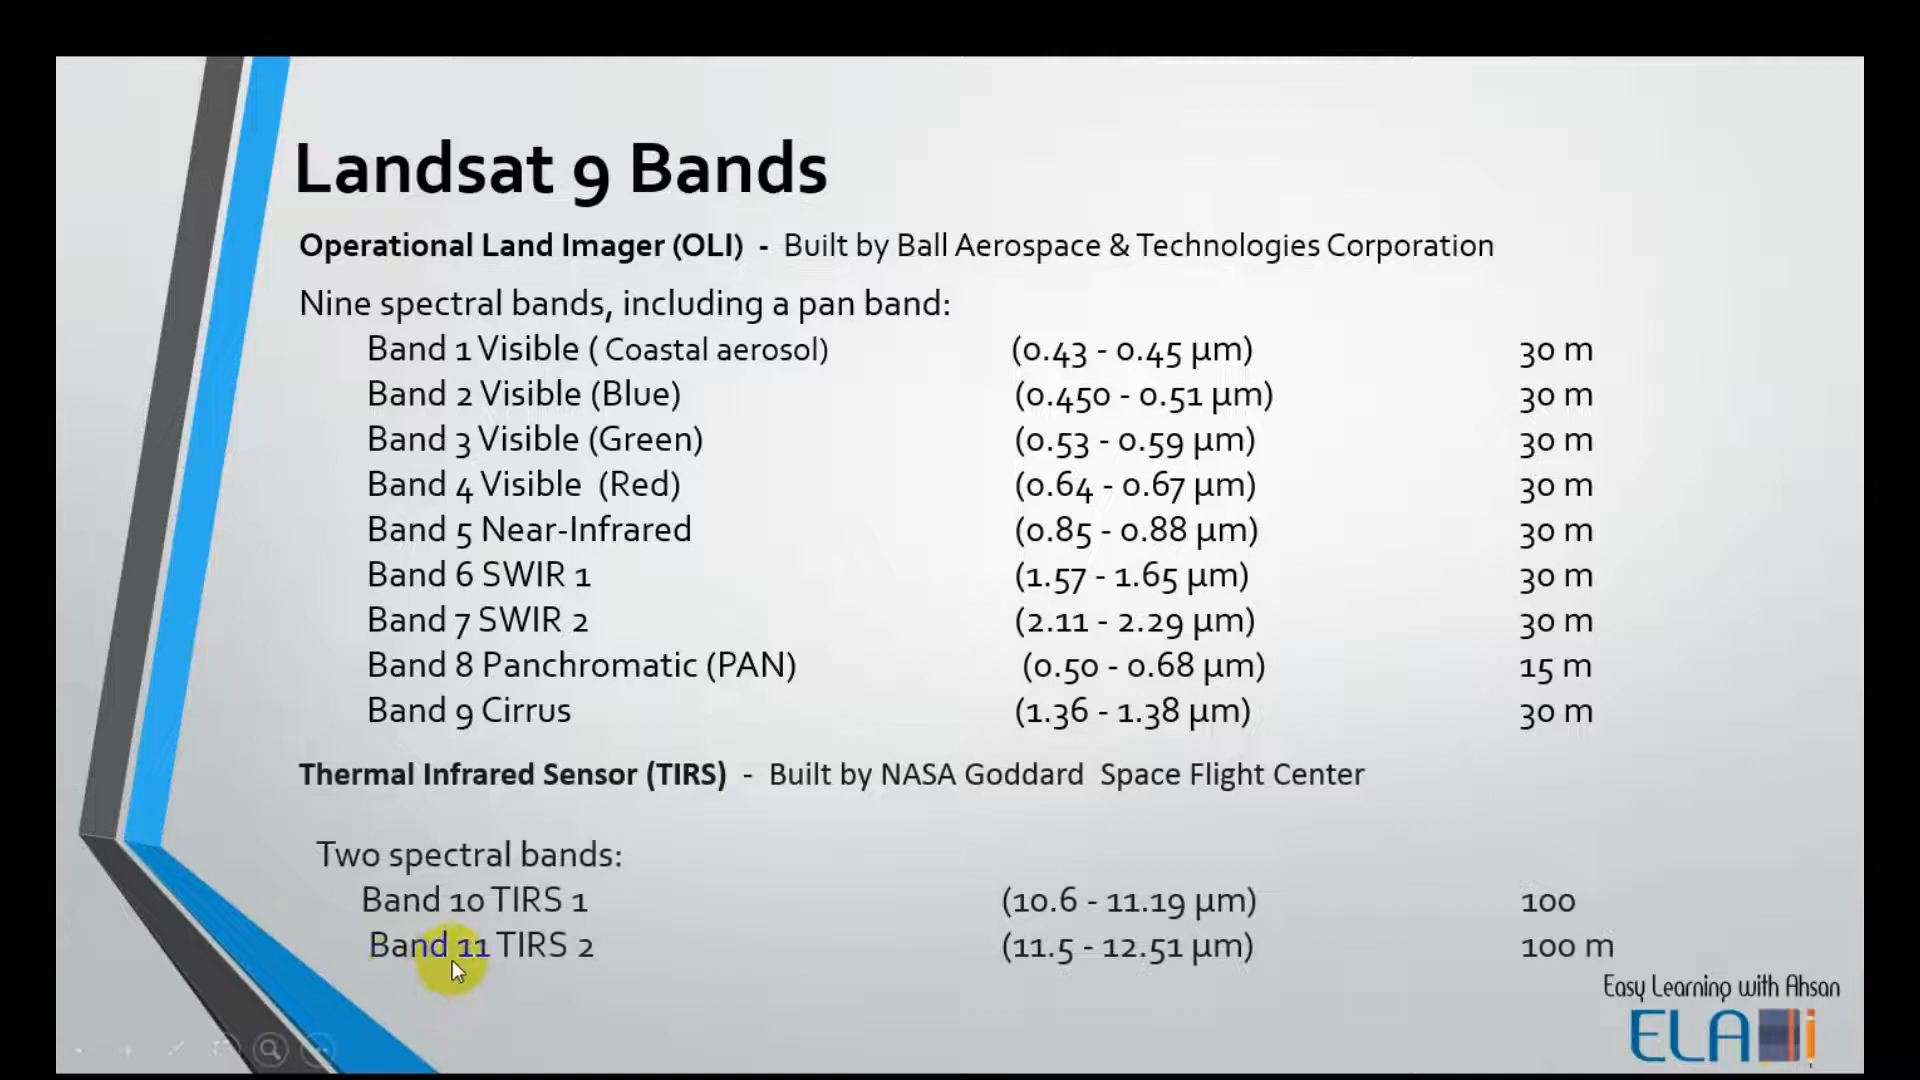 Landsat 9 Bands
Operational Land Imager (OLI) - Built by Ball Aerospace & Technologies Corporation
Nine spectral bands, including a pan band:
Band 1 Visible ( Coastal aerosol) (0.43 - 0.45 µm) 30 m
Band 2 Visible (Blue) (0.450 - 0.51 µm) 30 m
Band 3 Visible (Green) (0.53 - 0.59 µm) 30 m
Band 4 Visible (Red) (0.64 - 0.67 µm) 30 m
Band 5 Near-Infrared (0.85 - 0.88 µm) 30 m
Band 6 SWIR 1 (1.57 - 1.65 µm) 30 m
Band 7 SWIR 2 (2.11 - 2.29 µm) 30 m
Band 8 Panchromatic (PAN) (0.50 - 0.68 µm) 15 m
Band 9 Cirrus (1.36 - 1.38 µm) 30 m
Thermal Infrared Sensor (TIRS) - Built by NASA Goddard Space Flight Center
Two spectral bands:
Band 10 TIRS 1 (10.6 - 11.19 µm) 100
Band 11 TIRS 2 (11.5 - 12.51 µm) 100 m
Easy Learning with Ahsan
ELA